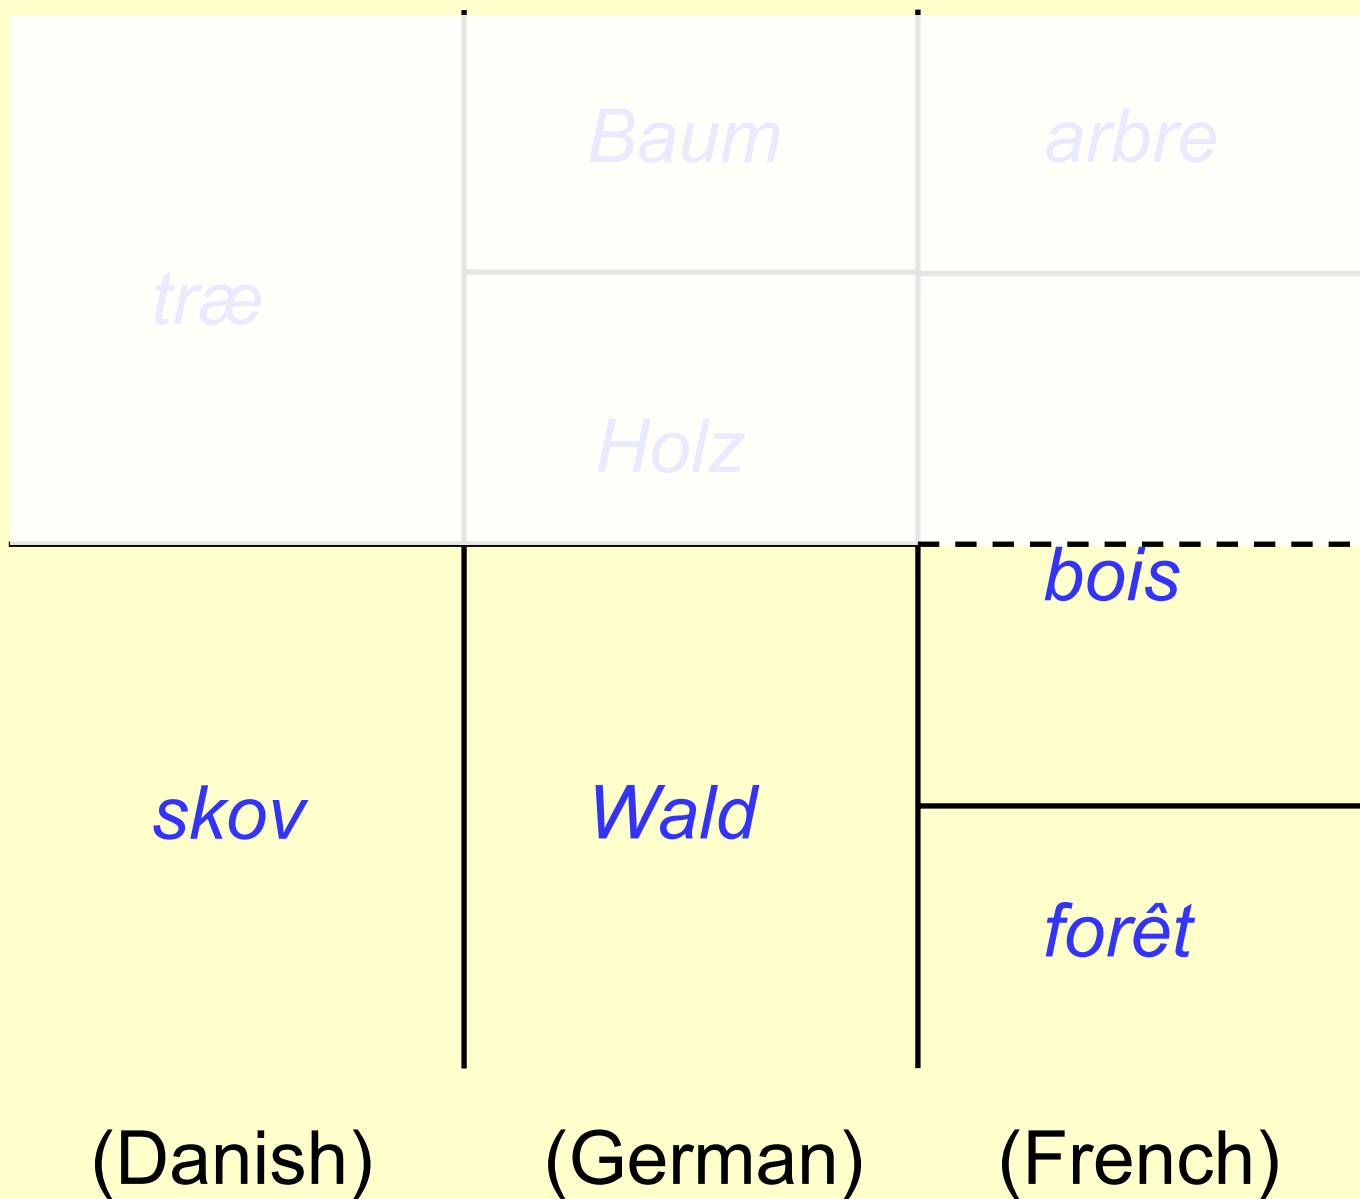 Baum
arbre
træ
Holz
bois
skov
Wald
forêt
(Danish)
(German)
(French)